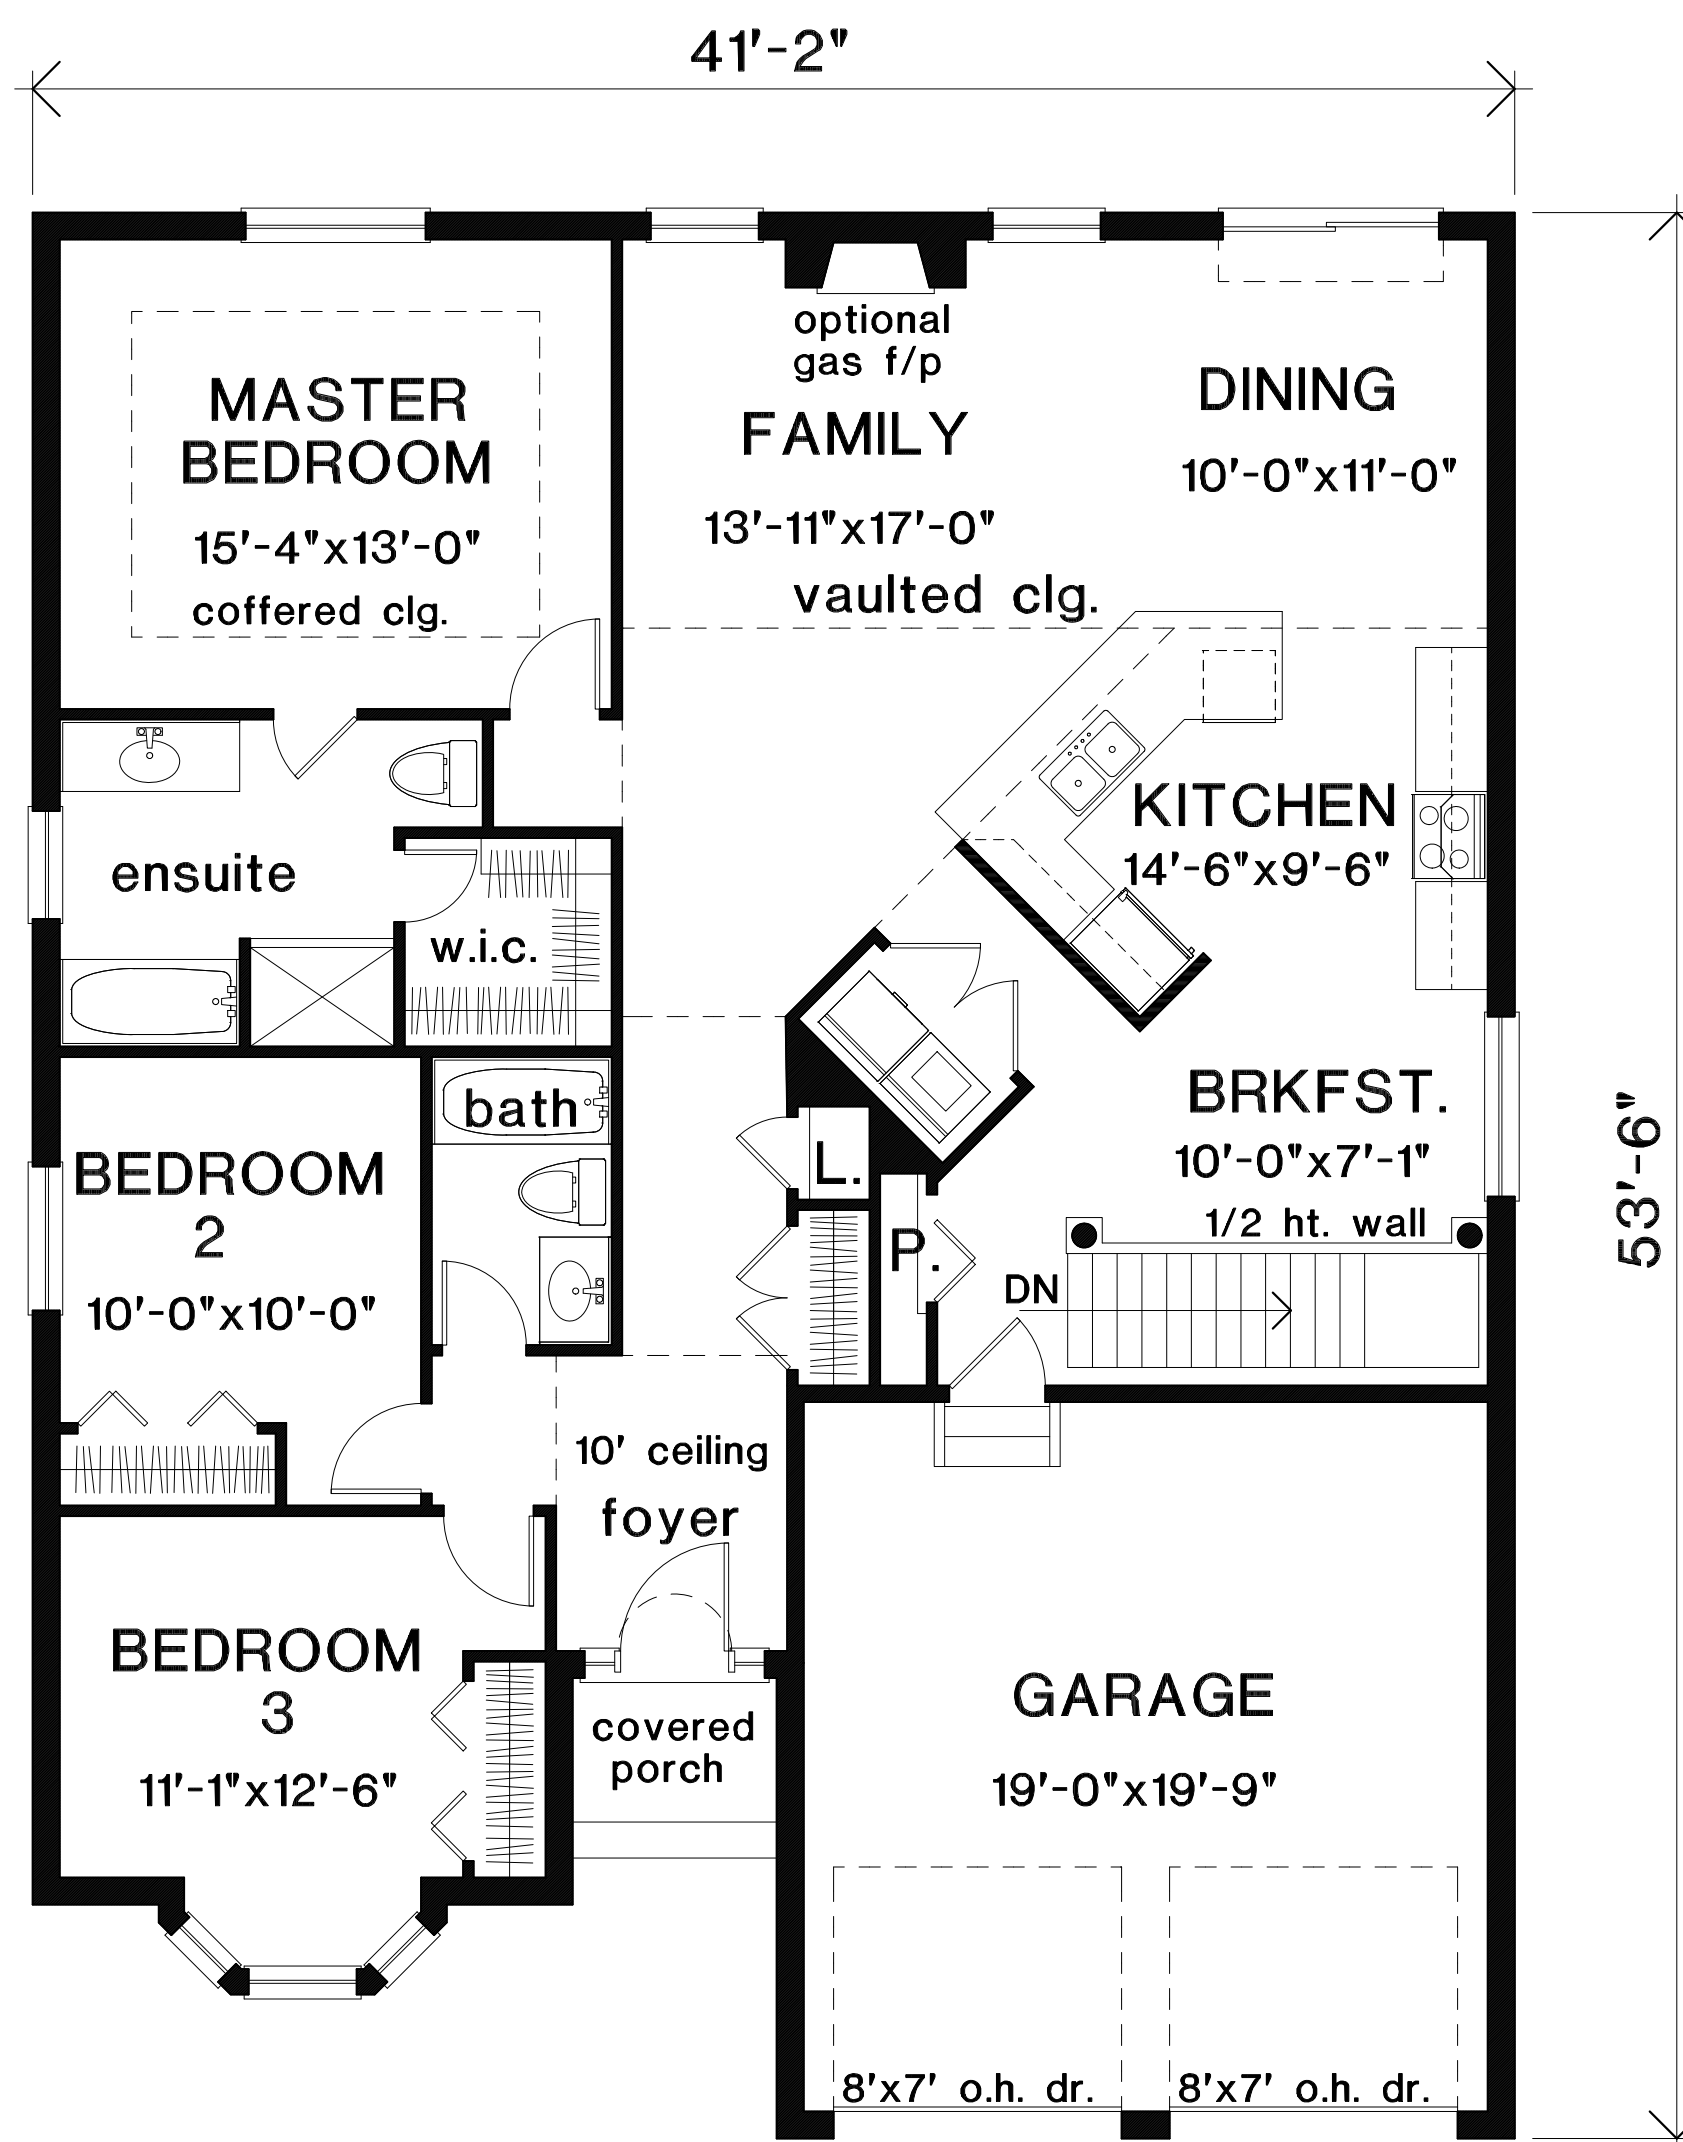 41'-2"
MASTER
BEDROOM
15'-4"x13'-0"
coffered clg.
optional
gas f/p
FAMILY
13'-11"x17'-0"
vaulted clg.
DINING
10'-0"x11'-0"
KITCHEN
14'-6"x9'-6"
ensuite
w.i.c.
bath
BEDROOM
2
10'-0"x10'-0"
L.
P.
BRKFST.
10'-0"x7'-1"
1/2 ht. wall
DN
53'-6"
10' ceiling
foyer
BEDROOM
3
11'-1"x12'-6"
covered
porch
GARAGE
19'-0"x19'-9"
8'x7' o.h. dr.
8'x7' o.h. dr.